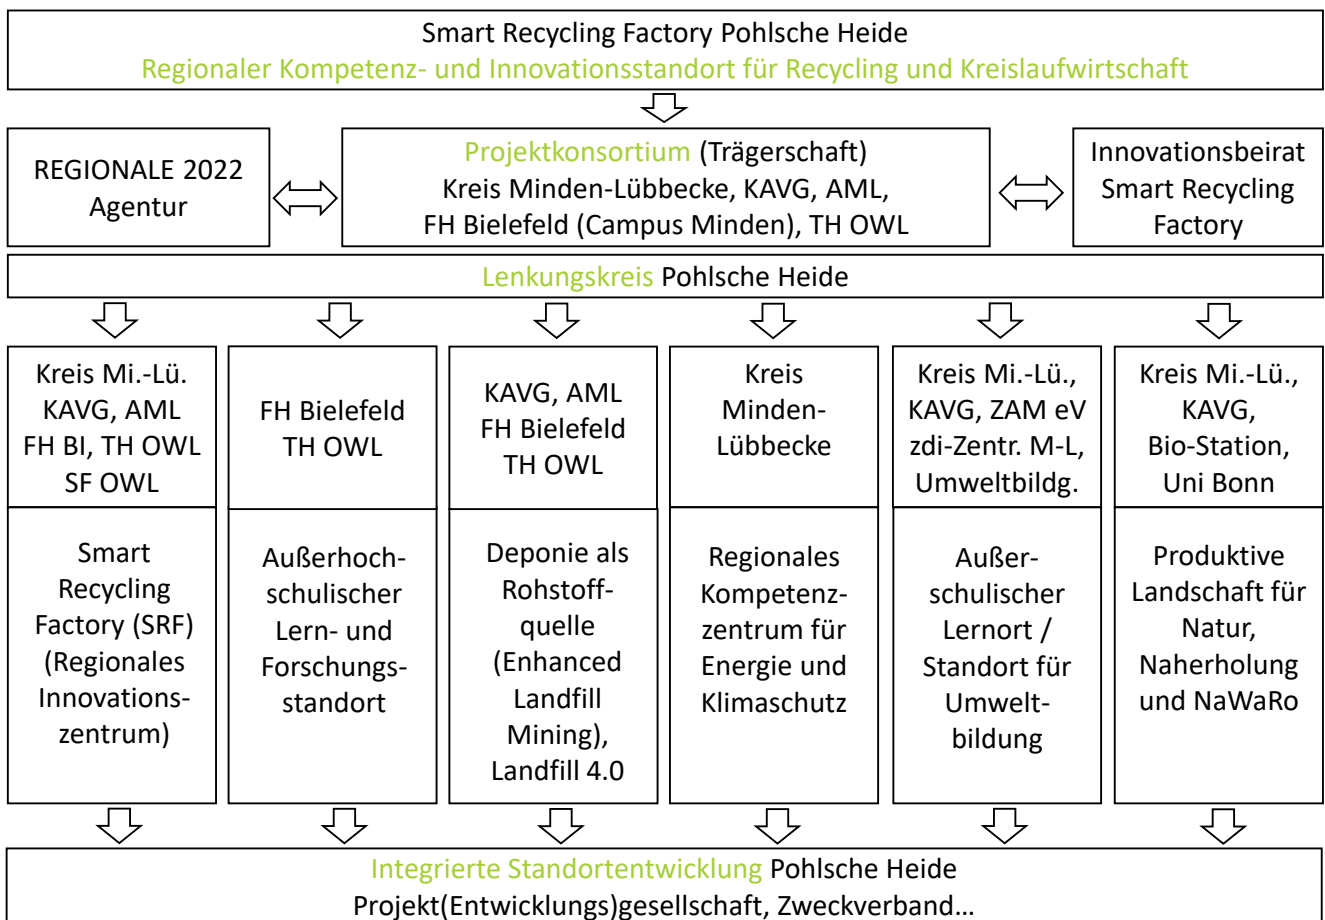 Smart Recycling Factory Pohlsche Heide
Regionaler Kompetenz- und Innovationsstandort für Recycling und Kreislaufwirtschaft
REGIONALE 2022
Agentur
Projektkonsortium (Trägerschaft)
Kreis Minden-Lübbecke, KAVG, AML,
FH Bielefeld (Campus Minden), TH OWL
Innovationsbeirat
Smart Recycling
Factory
Lenkungskreis Pohlsche Heide
Kreis Mi.-Lü.
KAVG, AML
FH BI, TH OWL
SF OWL
FH Bielefeld
TH OWL
KAVG, AML
FH Bielefeld
TH OWL
Kreis
Minden-
Lübbecke
Kreis Mi.-Lü.,
KAVG, ZAM eV
zdi-Zentr. M-L,
Umweltbildg.
Kreis Mi.-Lü.,
KAVG,
Bio-Station,
Uni Bonn
Smart
Recycling
Factory (SRF)
(Regionales
Innovations-
zentrum)
Außerhoch-
schulischer
Lern- und
Forschungs-
standort
Deponie als
Rohstoff-
quelle
(Enhanced
Landfill
Mining),
Landfill 4.0
Regionales
Kompetenz-
zentrum für
Energie und
Klimaschutz
Außer-
schulischer
Lernort /
Standort für
Umwelt-
bildung
Produktive
Landschaft für
Natur,
Naherholung
und NaWaRo
Integrierte Standortentwicklung Pohlsche Heide
Projekt(Entwicklungs)gesellschaft, Zweckverband…